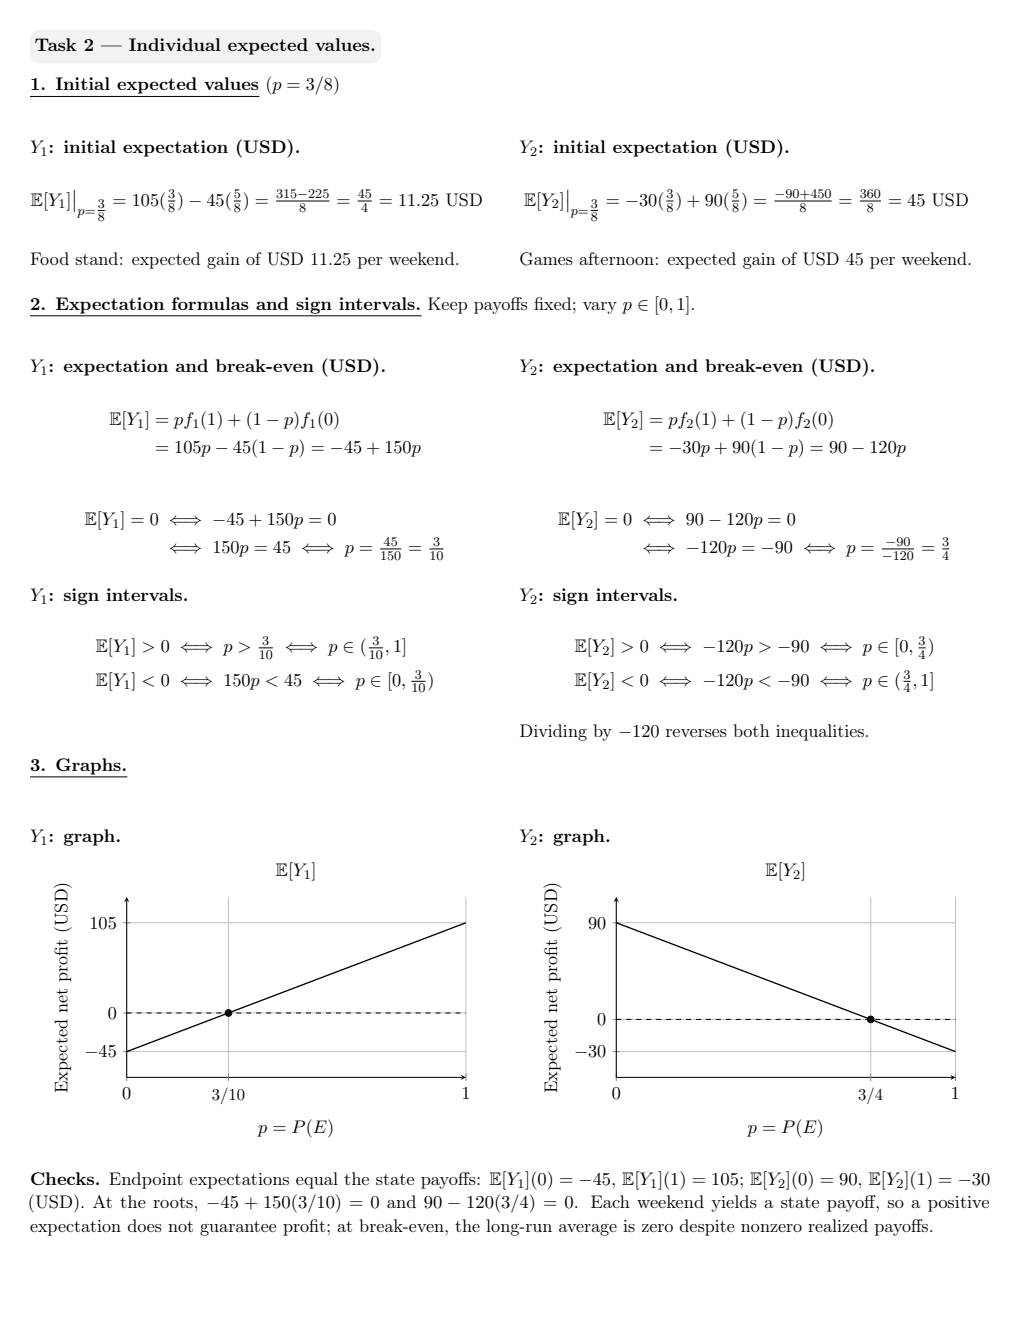 Task 2 — Individual expected values.
1. Initial expected values (p = 3/8)
Y₁: initial expectation (USD).
𝔼[Y₁]|_{p=3/8} = 105(3/8) − 45(5/8) = (315−225)/8 = 45/4 = 11.25 USD
Food stand: expected gain of USD 11.25 per weekend.
Y₂: initial expectation (USD).
𝔼[Y₂]|_{p=3/8} = −30(3/8) + 90(5/8) = (−90+450)/8 = 360/8 = 45 USD
Games afternoon: expected gain of USD 45 per weekend.
2. Expectation formulas and sign intervals. Keep payoffs fixed; vary p ∈ [0, 1].
Y₁: expectation and break-even (USD).
𝔼[Y₁] = pf₁(1) + (1 − p)f₁(0)
= 105p − 45(1 − p) = −45 + 150p
𝔼[Y₁] = 0 ⟺ −45 + 150p = 0
⟺ 150p = 45 ⟺ p = 45/150 = 3/10
Y₁: sign intervals.
𝔼[Y₁] > 0 ⟺ p > 3/10 ⟺ p ∈ (3/10, 1]
𝔼[Y₁] < 0 ⟺ 150p < 45 ⟺ p ∈ [0, 3/10)
Y₂: expectation and break-even (USD).
𝔼[Y₂] = pf₂(1) + (1 − p)f₂(0)
= −30p + 90(1 − p) = 90 − 120p
𝔼[Y₂] = 0 ⟺ 90 − 120p = 0
⟺ −120p = −90 ⟺ p = −90/−120 = 3/4
Y₂: sign intervals.
𝔼[Y₂] > 0 ⟺ −120p > −90 ⟺ p ∈ [0, 3/4)
𝔼[Y₂] < 0 ⟺ −120p < −90 ⟺ p ∈ (3/4, 1]
Dividing by −120 reverses both inequalities.
3. Graphs.
Y₁: graph.
𝔼[Y₁]
Expected net profit (USD)
105
0
−45
0 3/10 1
p = P(E)
Y₂: graph.
𝔼[Y₂]
Expected net profit (USD)
90
0
−30
0 3/4 1
p = P(E)
Checks. Endpoint expectations equal the state payoffs: 𝔼[Y₁](0) = −45, 𝔼[Y₁](1) = 105; 𝔼[Y₂](0) = 90, 𝔼[Y₂](1) = −30
(USD). At the roots, −45 + 150(3/10) = 0 and 90 − 120(3/4) = 0. Each weekend yields a state payoff, so a positive
expectation does not guarantee profit; at break-even, the long-run average is zero despite nonzero realized payoffs.